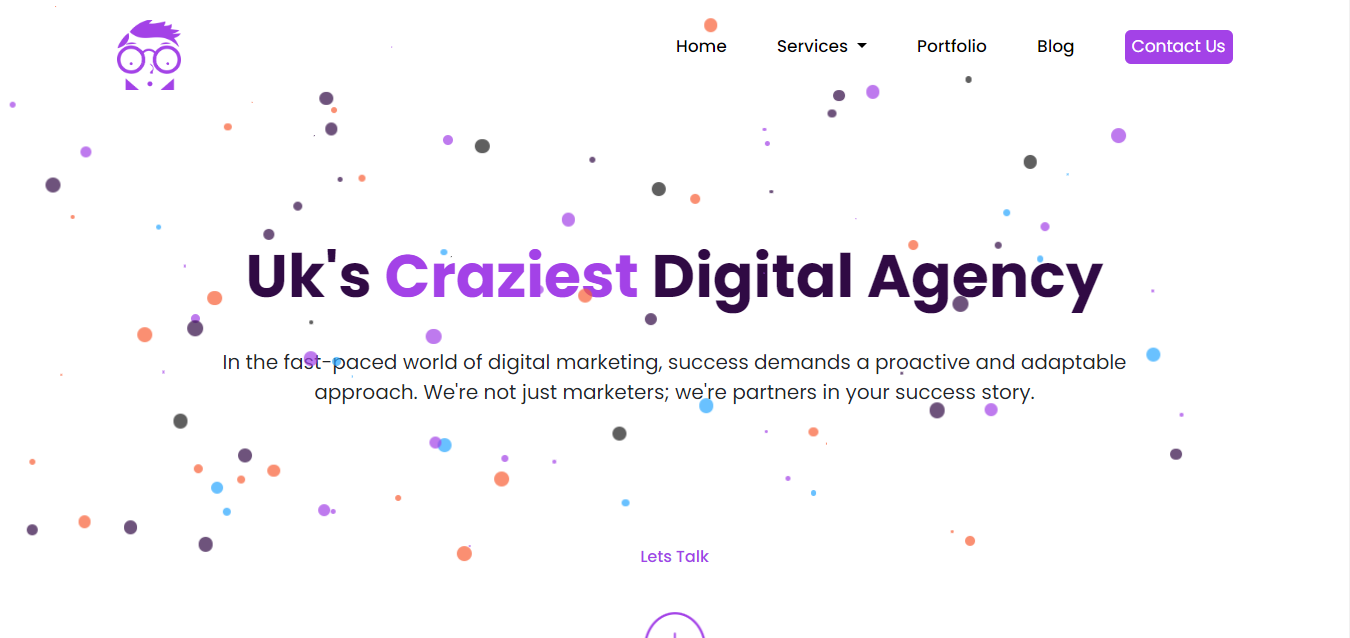 Home
Services
Portfolio
Blog
Contact Us
Uk's Craziest Digital Agency
In the fast-paced world of digital marketing, success demands a proactive and adaptable
approach. We're not just marketers; we're partners in your success story.
Lets Talk